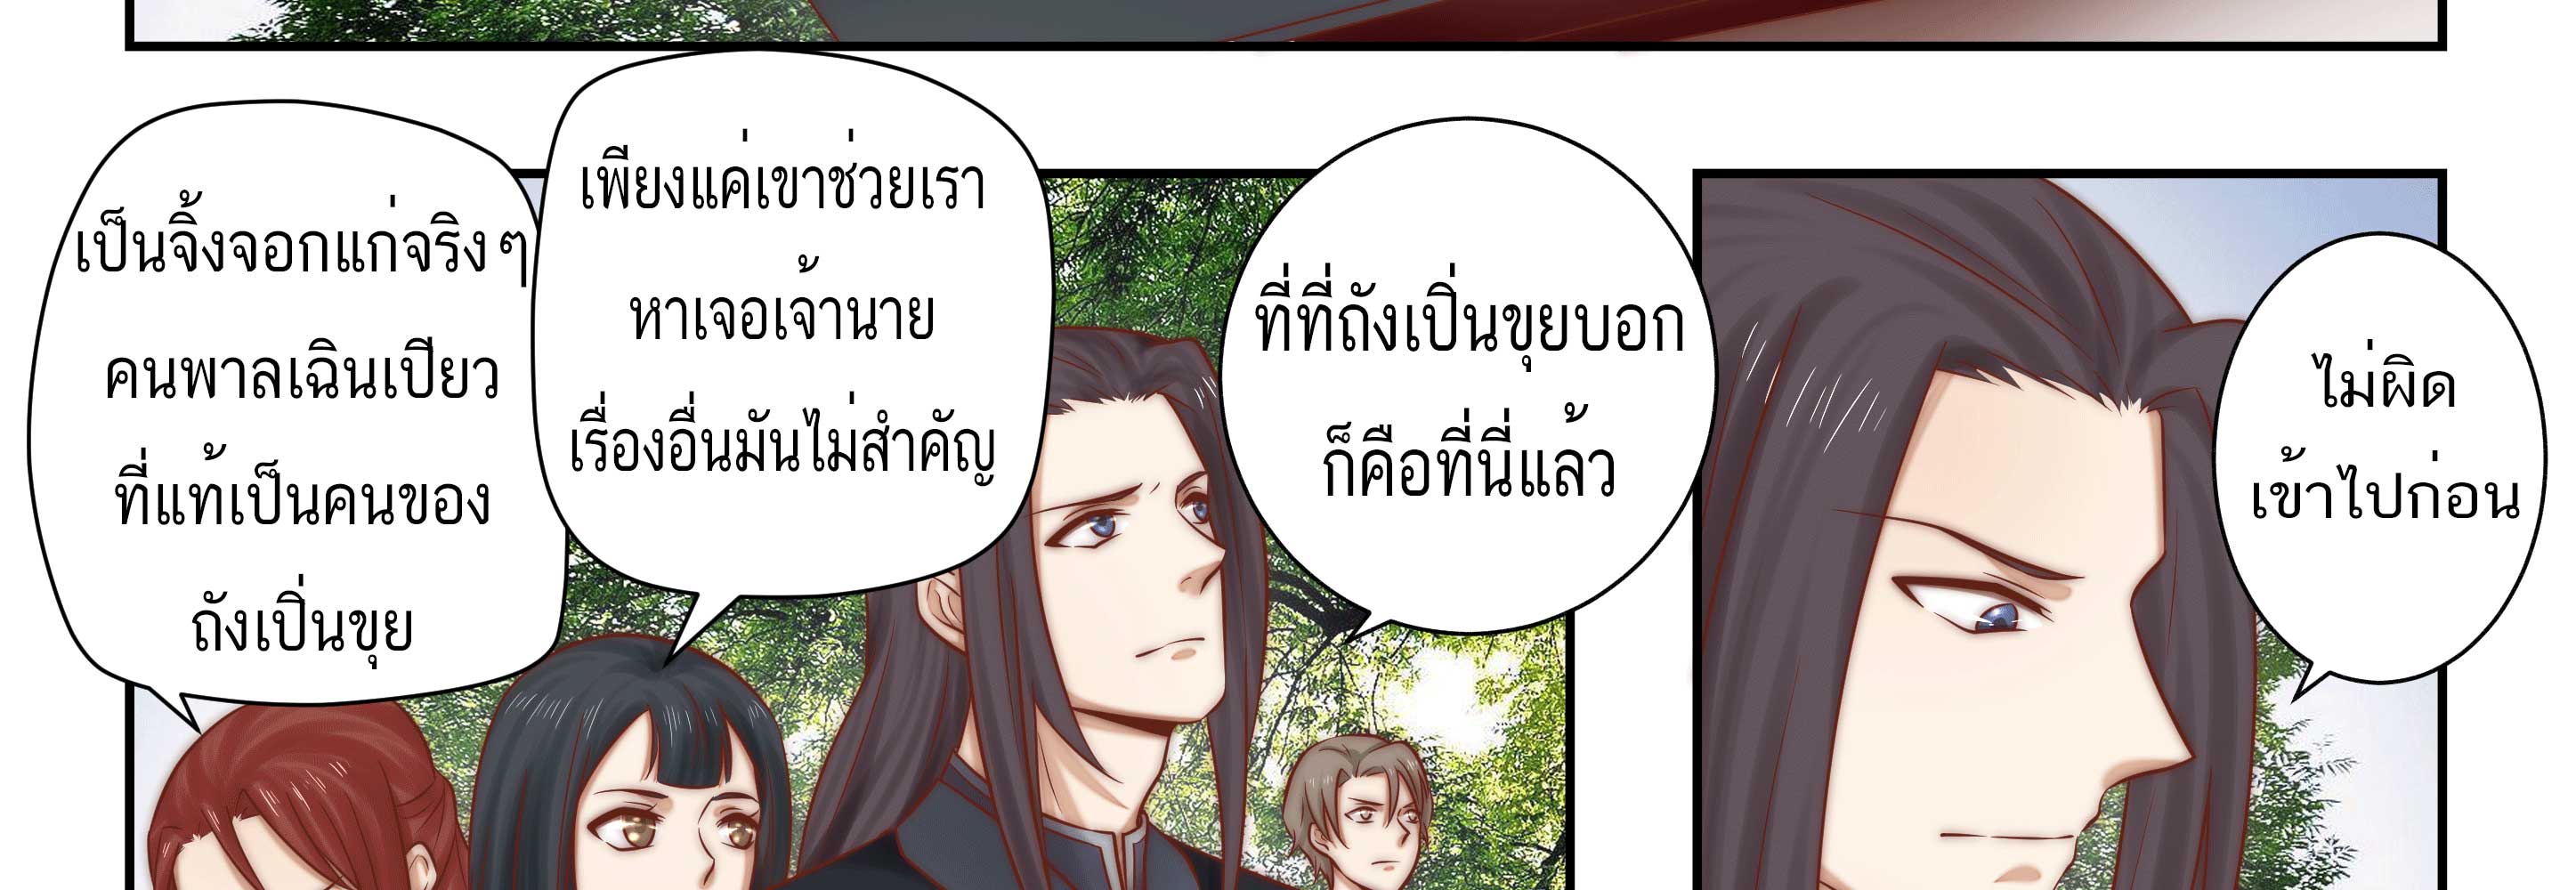 เป็นจิ้งจอกแก่จริงๆ
คนพาลเฉินเปียว
ที่แท้เป็นคนของ
ถังเปิ่นขุย
เพียงแค่เขาช่วยเรา
หาเจอเจ้านาย
เรื่องอื่นมันไม่สำคัญ
ที่ที่ถังเปิ่นขุยบอก
ก็คือที่นี่แล้ว
ไม่ผิด
เข้าไปก่อน